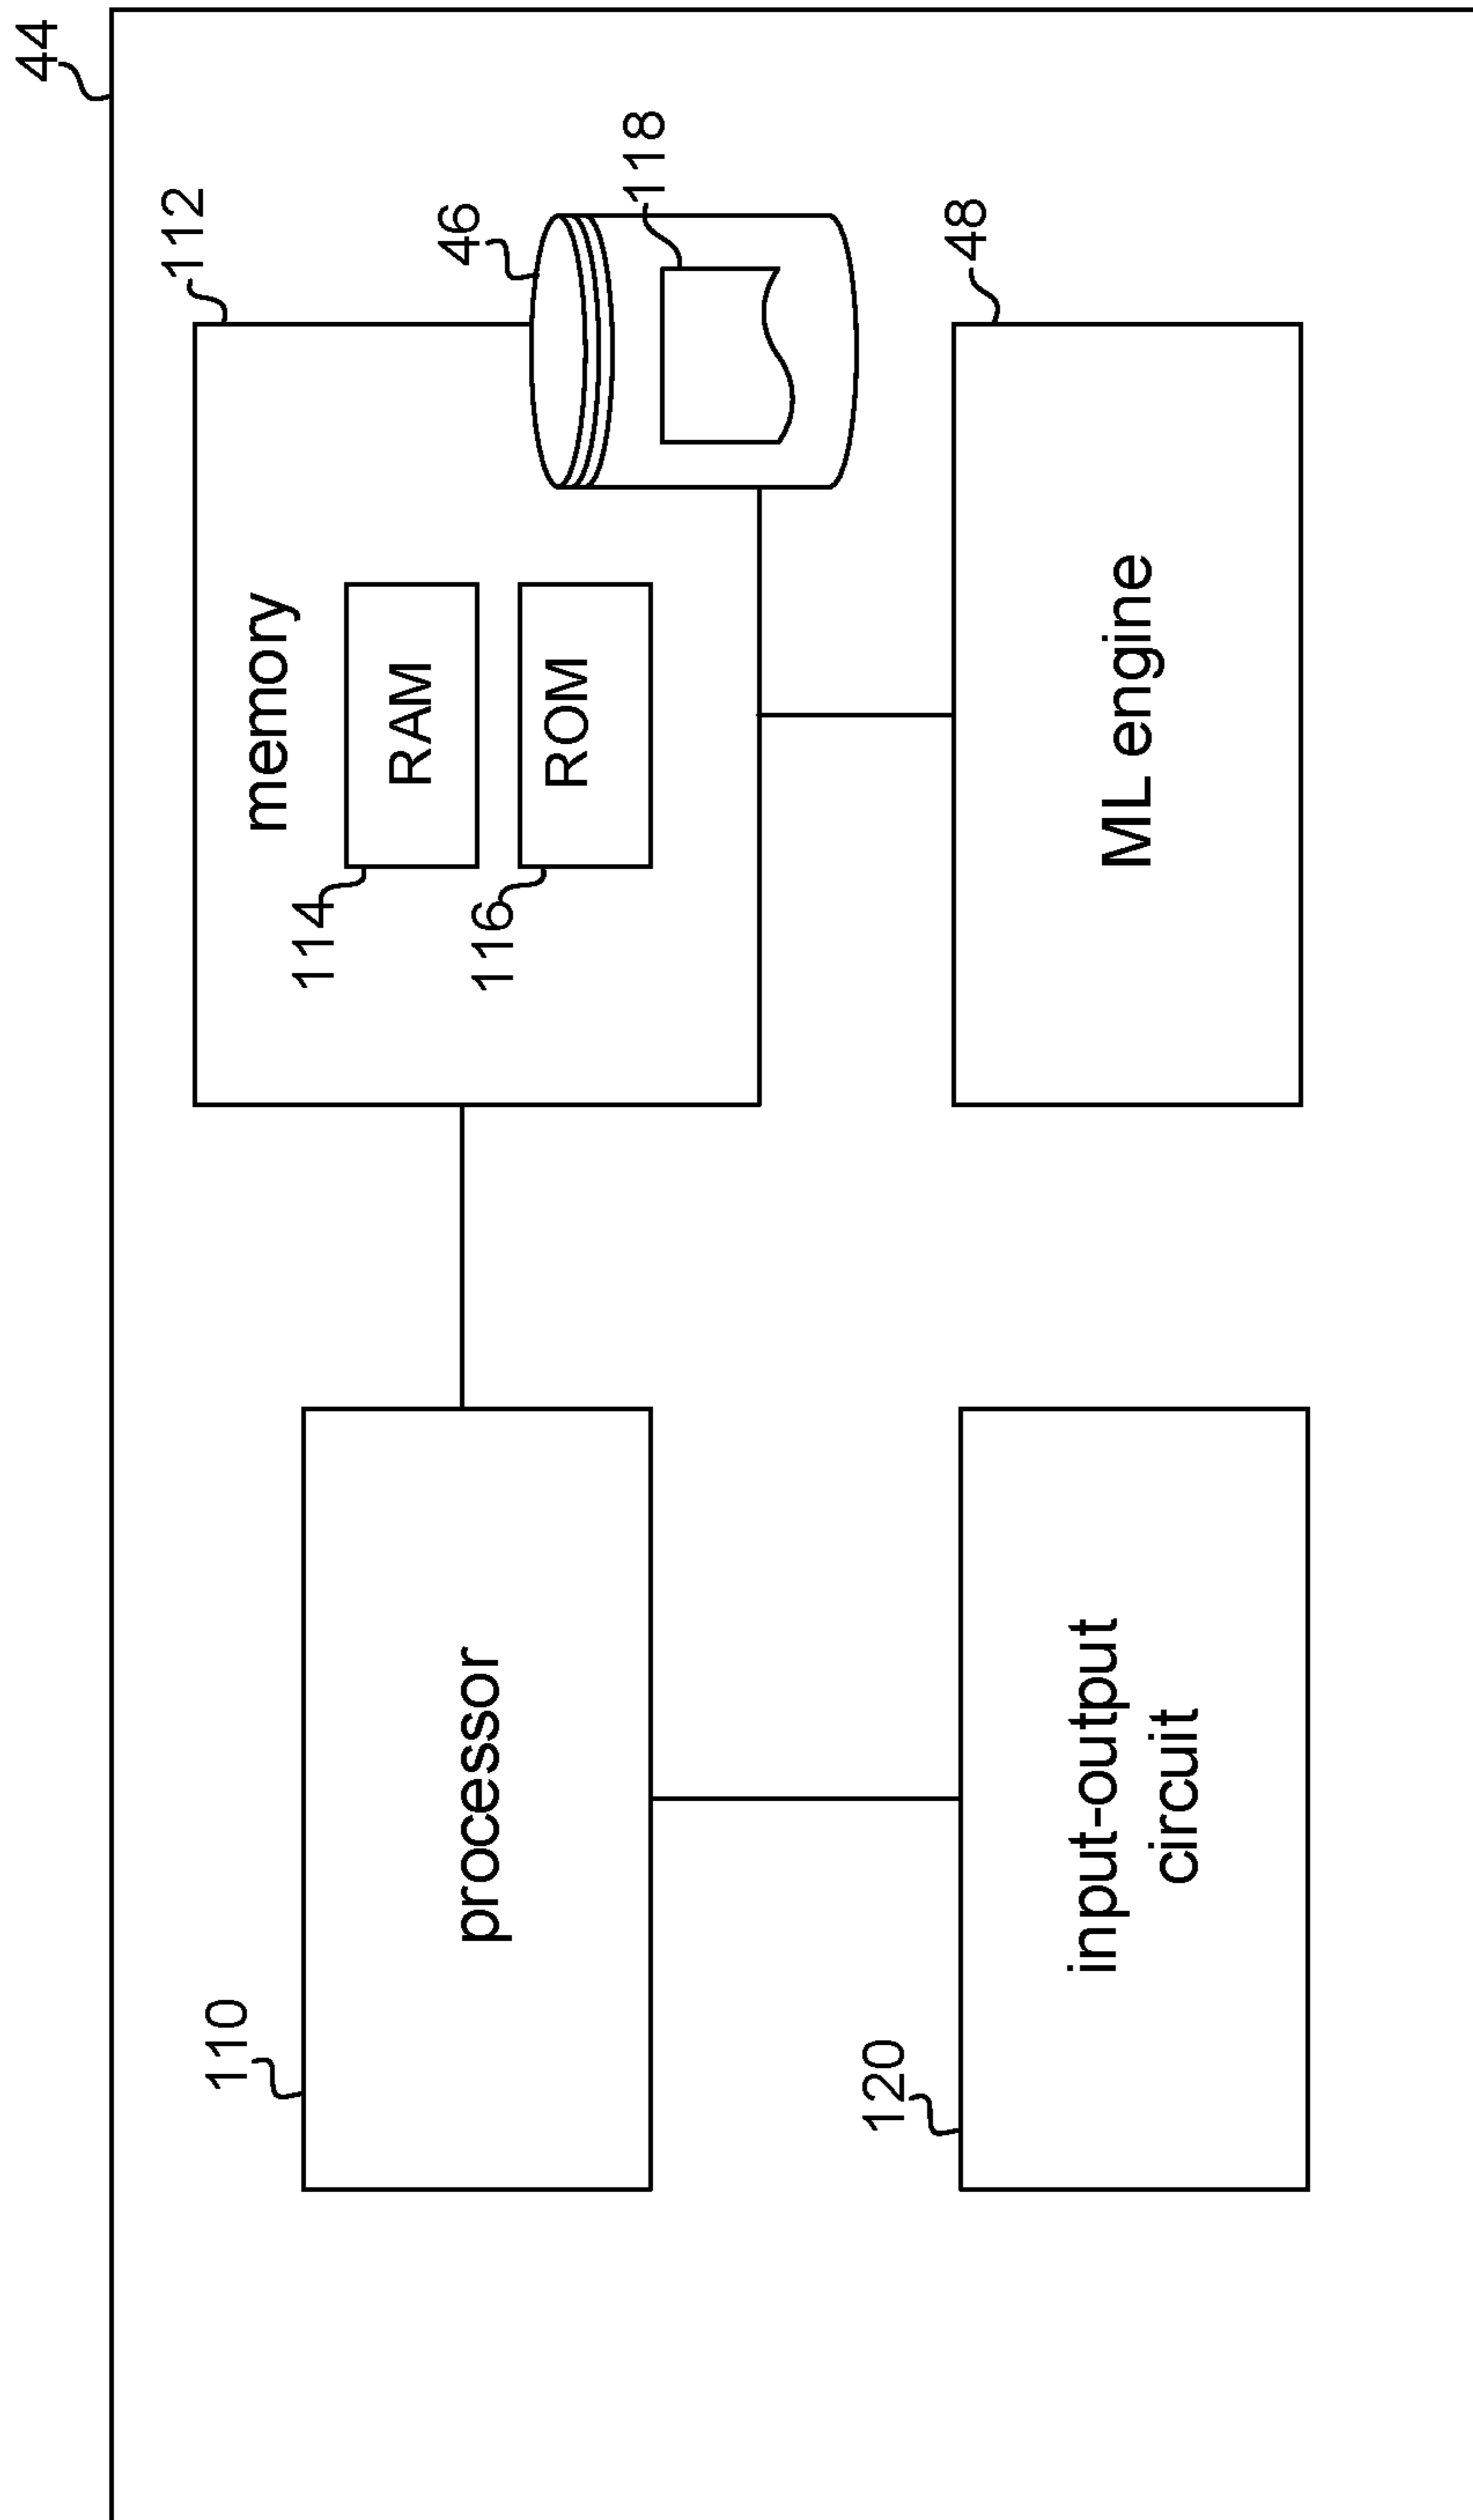 44
112
46
118
110
memory
114
RAM
116
ROM
processor
48
120
ML engine
input-output
circuit